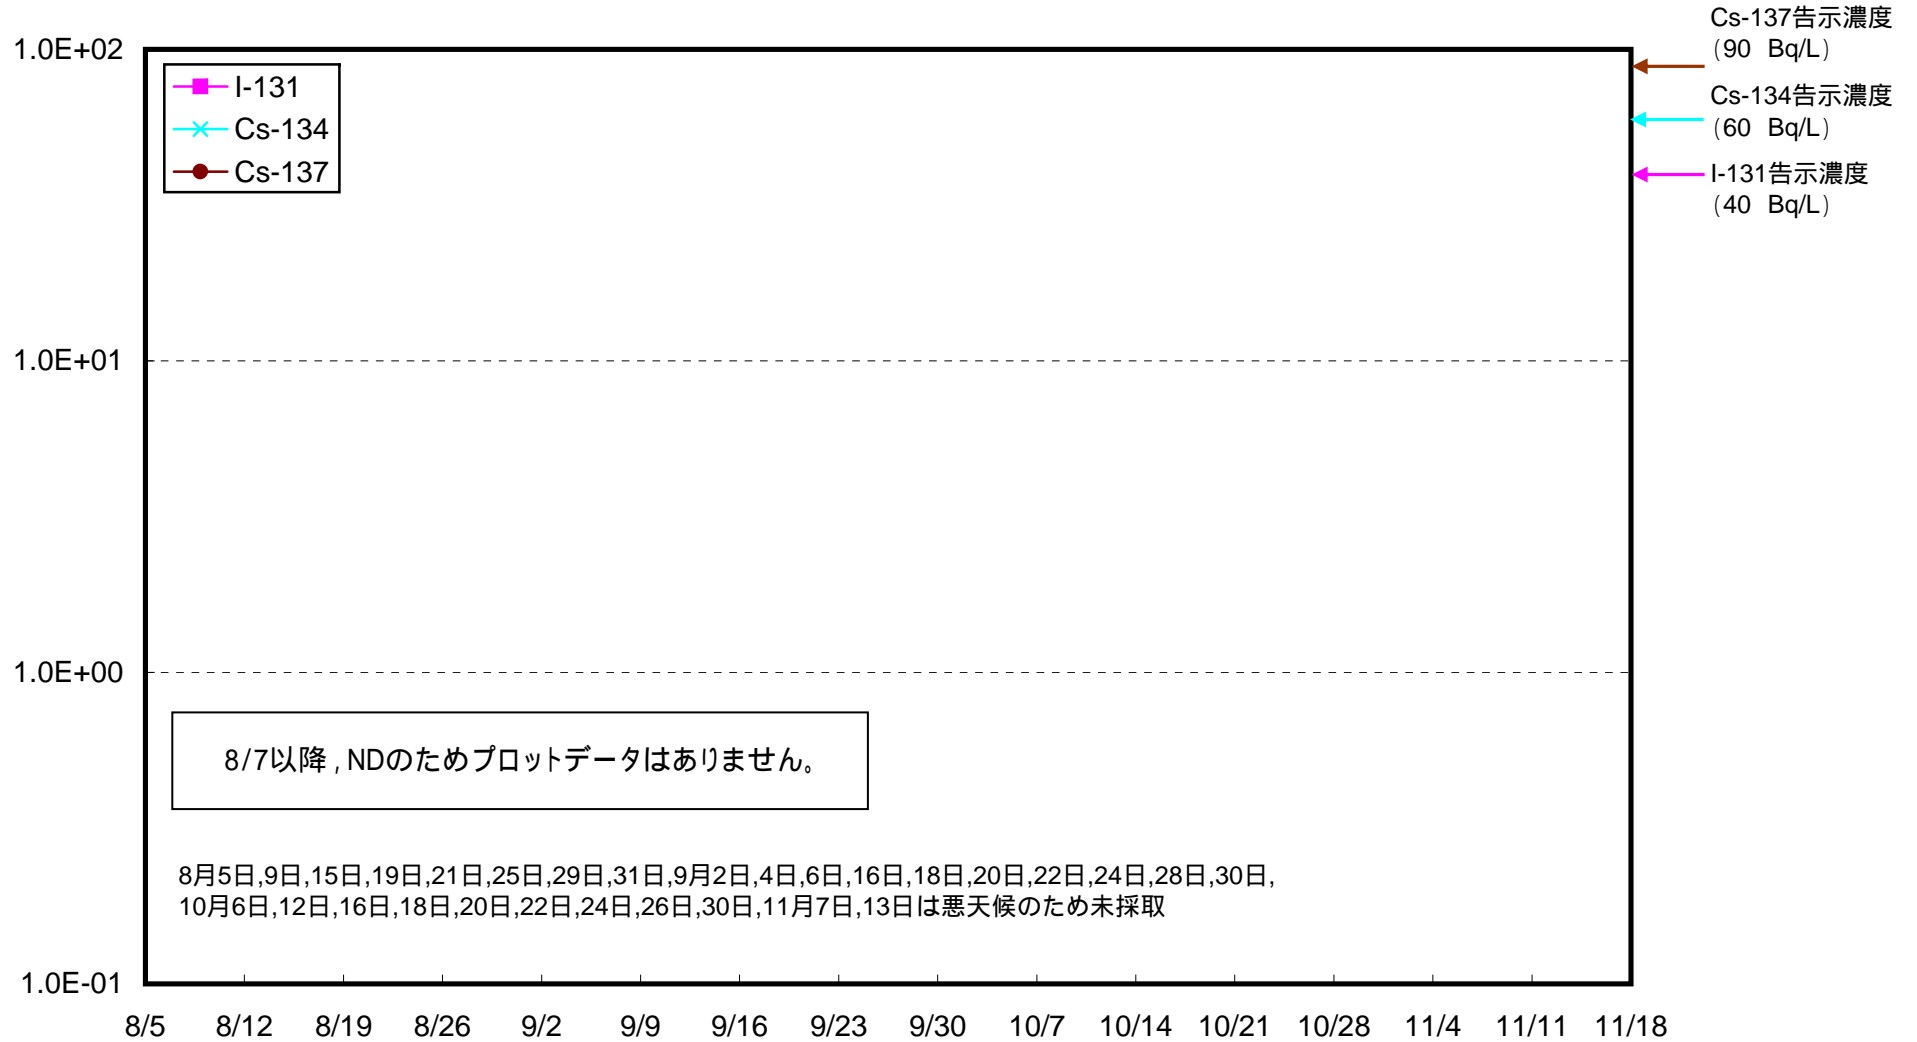 Cs-137告示濃度
(90 Bq/L)
Cs-134告示濃度
(60 Bq/L)
I-131告示濃度
(40 Bq/L)
1.0E+02
1.0E+01
1.0E+00
1.0E-01
I-131
Cs-134
Cs-137
8/7以降,NDのためプロットデータはありません。
8月5日,9日,15日,19日,21日,25日,29日,31日,9月2日,4日,6日,16日,18日,20日,22日,24日,28日,30日,
10月6日,12日,16日,18日,20日,22日,24日,26日,30日,11月7日,13日は悪天候のため未採取
8/5 8/12 8/19 8/26 9/2 9/9 9/16 9/23 9/30 10/7 10/14 10/21 10/28 11/4 11/11 11/18